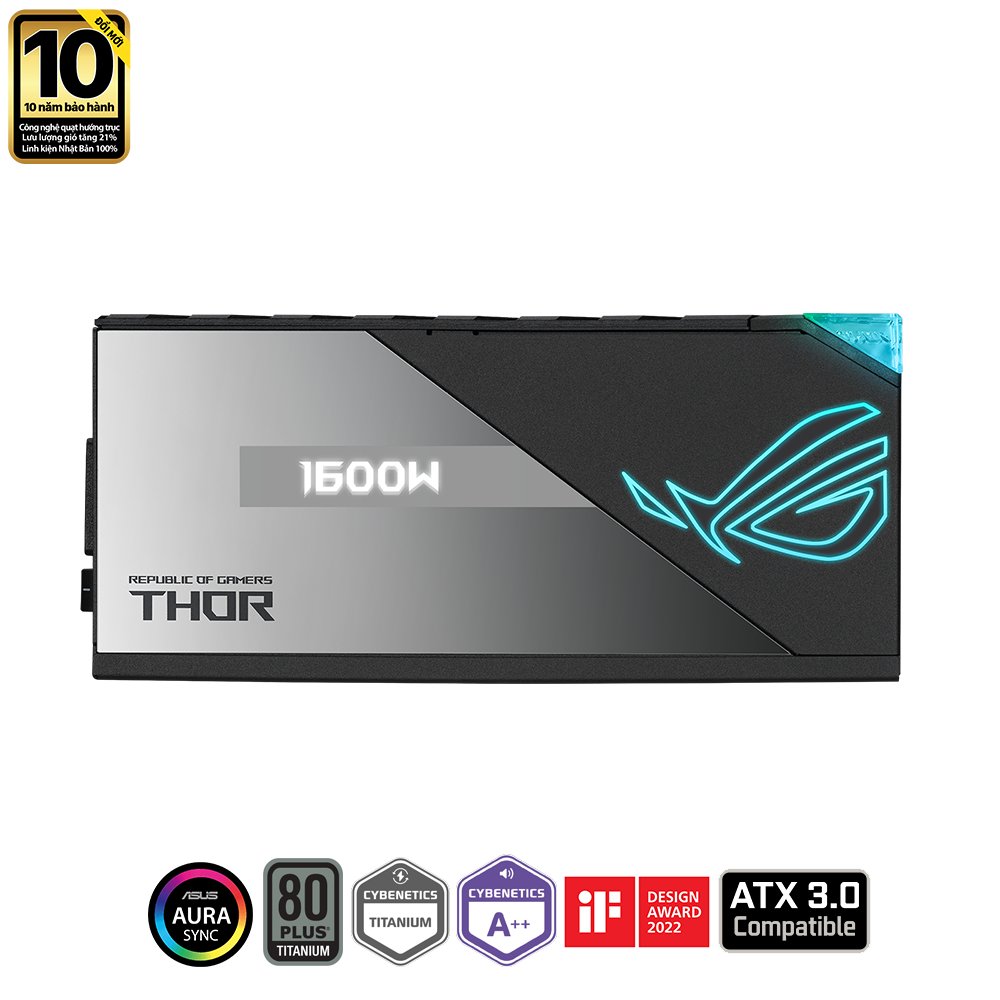 ĐỔI MỚI
10
10 năm bảo hành
Công nghệ quạt hướng trục
Lưu lượng gió tăng 21%
Linh kiện Nhật Bản 100%
1600W
REPUBLIC OF GAMERS
THOR
ASUS
AURA
SYNC
80
PLUS®
TITANIUM
CYBENETICS
TITANIUM
CYBENETICS
A++
iF
DESIGN
AWARD
2022
ATX 3.0
Compatible